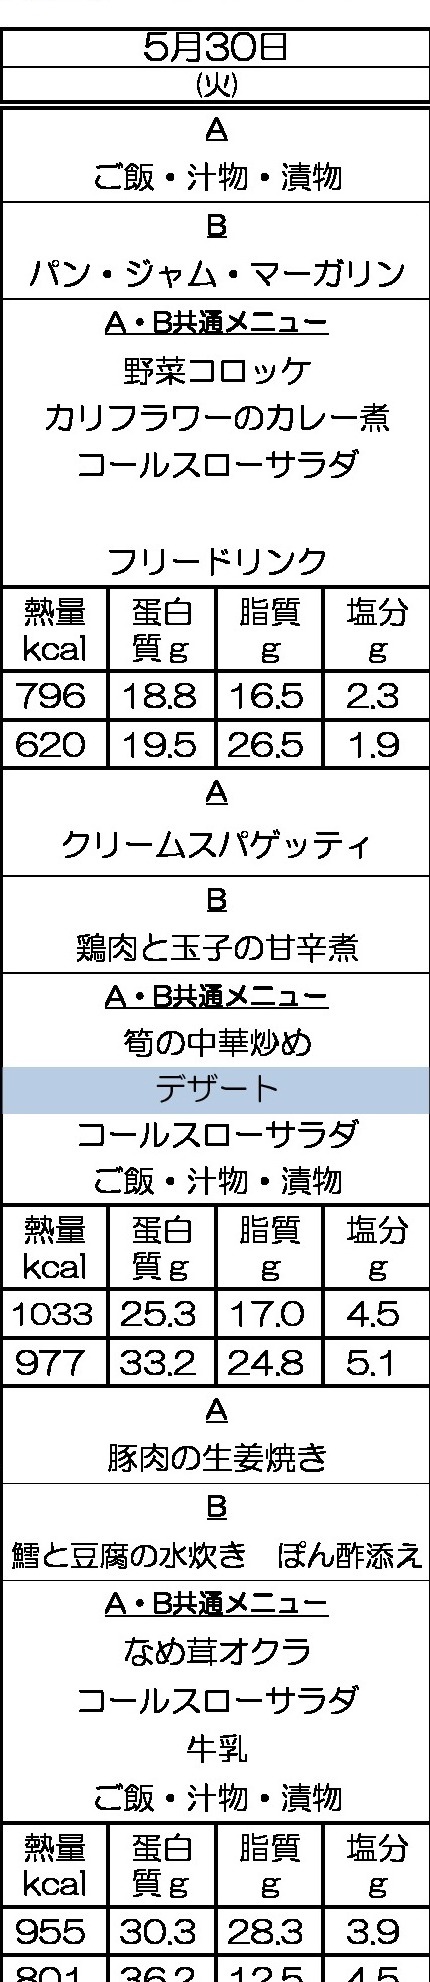 5月30日
(火)
A
ご飯・汁物・漬物
B
パン・ジャム・マーガリン
A・B共通メニュー
野菜コロッケ
カリフラワーのカレー煮
コールスローサラダ
フリードリンク
熱量 蛋白 脂質 塩分
kcal 質g g g
796 18.8 16.5 2.3
620 19.5 26.5 1.9
A
クリームスパゲッティ
B
鶏肉と玉子の甘辛煮
A・B共通メニュー
筍の中華炒め
デザート
コールスローサラダ
ご飯・汁物・漬物
熱量 蛋白 脂質 塩分
kcal 質g g g
1033 25.3 17.0 4.5
977 33.2 24.8 5.1
A
豚肉の生姜焼き
B
鱈と豆腐の水炊き ぽん酢添え
A・B共通メニュー
なめ茸オクラ
コールスローサラダ
牛乳
ご飯・汁物・漬物
熱量 蛋白 脂質 塩分
kcal 質g g g
955 30.3 28.3 3.9
801 36.2 12.5 4.5